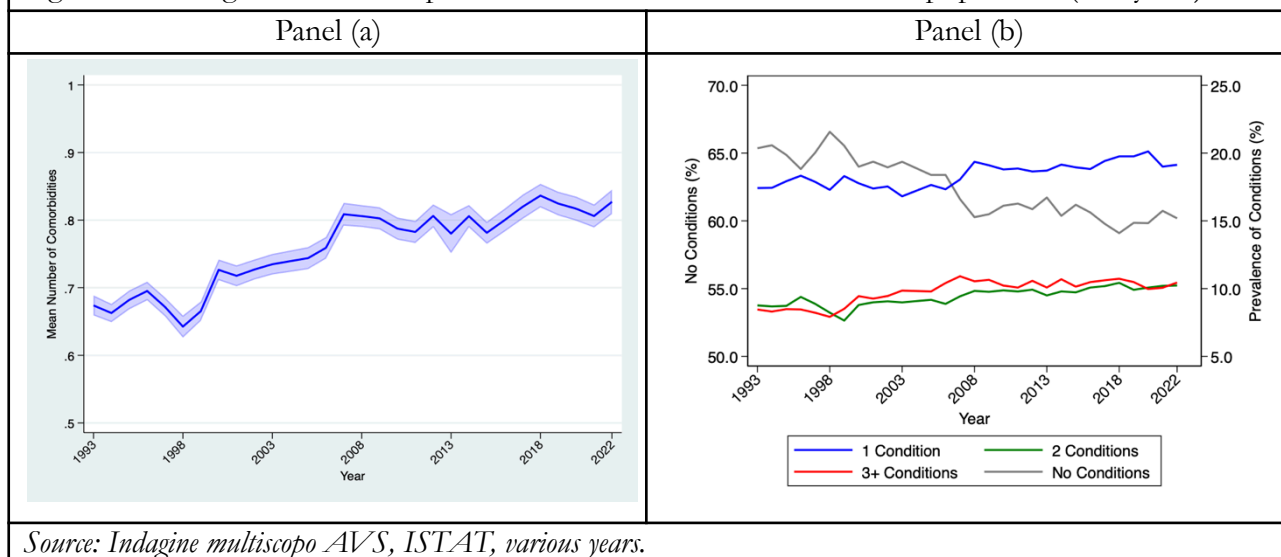 Panel (a)
Panel (b)
1
.9
.8
.7
.6
.5
Mean Number of Comorbidities
1993
1998
2003
2008
2013
2018
2022
Year
70.0
65.0
60.0
55.0
50.0
No Conditions (%)
25.0
20.0
15.0
10.0
5.0
Prevalence of Conditions (%)
1993
1998
2003
2008
2013
2018
2022
Year
1 Condition
2 Conditions
3+ Conditions
No Conditions
Source: Indagine multiscopo AVS, ISTAT, various years.